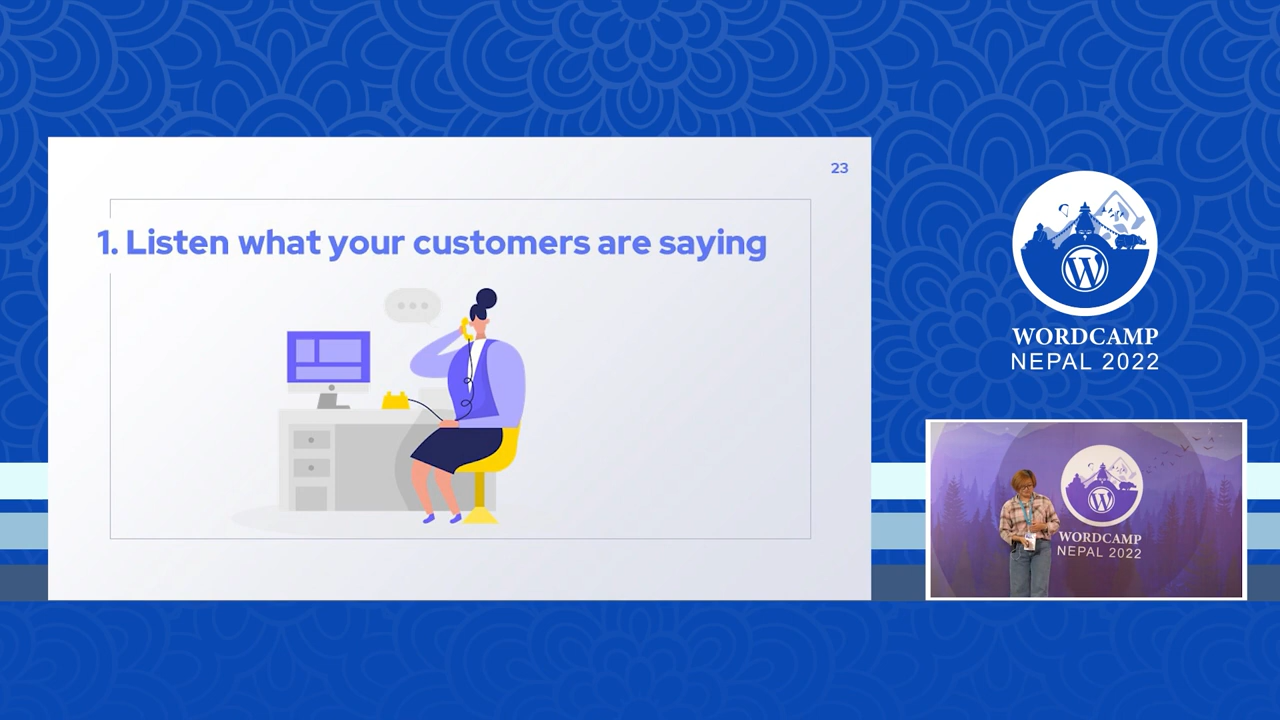 23
1. Listen what your customers are saying
WORDCAMP
NEPAL 2022
WORDCAMP
NEPAL 2022